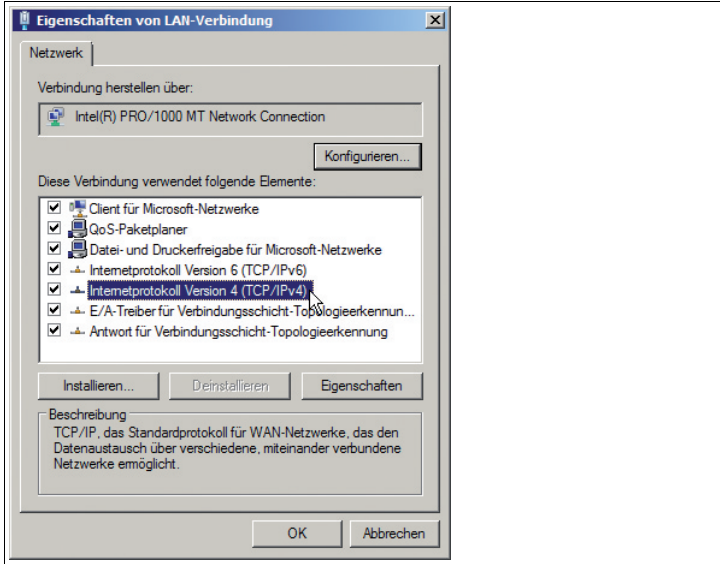 Eigenschaften von LAN-Verbindung
Netzwerk
Verbindung herstellen über:
Intel(R) PRO/1000 MT Network Connection
Konfigurieren...
Diese Verbindung verwendet folgende Elemente:
Client für Microsoft-Netzwerke
QoS-Paketplaner
Datei- und Druckerfreigabe für Microsoft-Netzwerke
Internetprotokoll Version 6 (TCP/IPv6)
Internetprotokoll Version 4 (TCP/IPv4)
E/A-Treiber für Verbindungsschicht-Topologieerkennun...
Antwort für Verbindungsschicht-Topologieerkennung
Installieren... Deinstallieren Eigenschaften
Beschreibung
TCP/IP, das Standardprotokoll für WAN-Netzwerke, das den
Datenaustausch über verschiedene, miteinander verbundene
Netzwerke ermöglicht.
OK Abbrechen